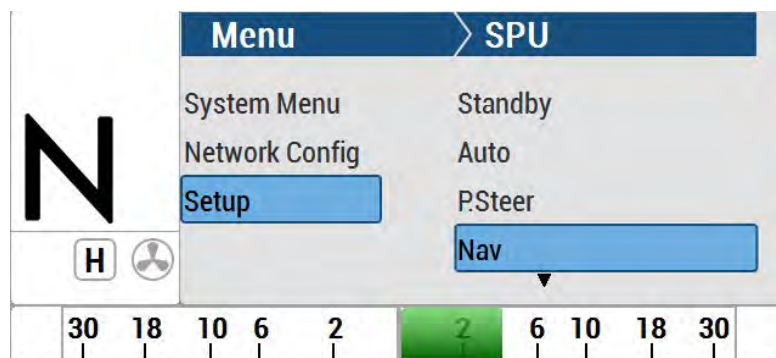 Menu SPU
System Menu Standby
Network Config Auto
Setup P.Steer
N
Nav
H
30 18 10 6 2 2 6 10 18 30